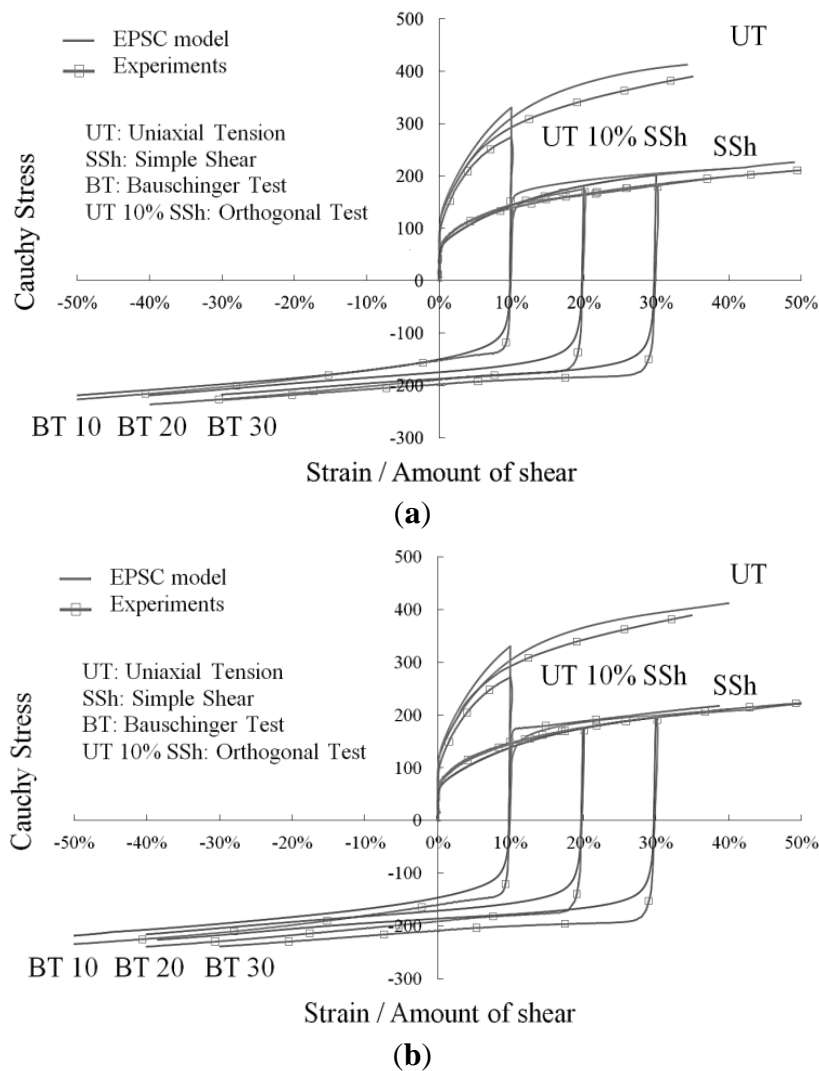 500
EPSC model
UT
Experiments
400
UT: Uniaxial Tension
300
UT 10% SSh
SSh
SSh: Simple Shear
BT: Bauschinger Test
200
UT 10% SSh: Orthogonal Test
100
Cauchy Stress
0
-50% -40% -30% -20% -10% 0% 10% 20% 30% 40% 50%
-100
-200
BT 10 BT 20 BT 30
-300
Strain / Amount of shear
(a)
500
EPSC model
UT
Experiments
400
UT: Uniaxial Tension
300
UT 10% SSh
SSh
SSh: Simple Shear
BT: Bauschinger Test
200
UT 10% SSh: Orthogonal Test
100
Cauchy Stress
0
-50% -40% -30% -20% -10% 0% 10% 20% 30% 40% 50%
-100
-200
BT 10 BT 20 BT 30
-300
Strain / Amount of shear
(b)